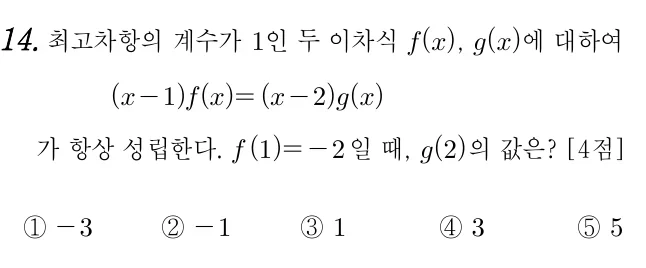 14. 최고차항의 계수가 1인 두 이차식 f(x), g(x)에 대하여
(x-1)f(x)=(x-2)g(x)
가 항상 성립한다. f(1)=-2일 때, g(2)의 값은? [4점]
① -3 ② -1 ③ 1 ④ 3 ⑤ 5